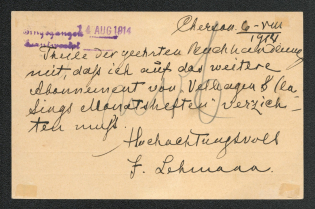 14 AUG 1914
Cherson 6-VIII
1914
Theile der geehrten Buchhandlung
mit, daß ich auf das weitere
Abonnement von „Velhagen & Kla-
sings Monatsheften“ verzich-
ten muß.
Hochachtungsvoll
F. Lehmann.